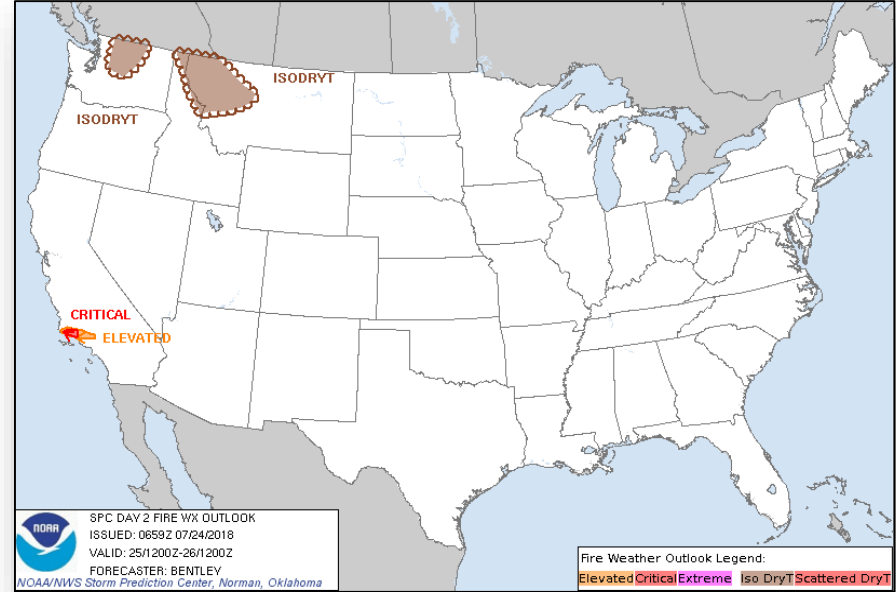 ISODRYT
ISODRYT
CRITICAL
ELEVATED
NOAA
SPC DAY 2 FIRE WX OUTLOOK
ISSUED: 0659Z 07/24/2018
VALID: 25/1200Z-26/1200Z
FORECASTER: BENTLEY
NOAA/NWS Storm Prediction Center, Norman, Oklahoma
Fire Weather Outlook Legend:
Elevated Critical Extreme Iso DryT Scattered DryT